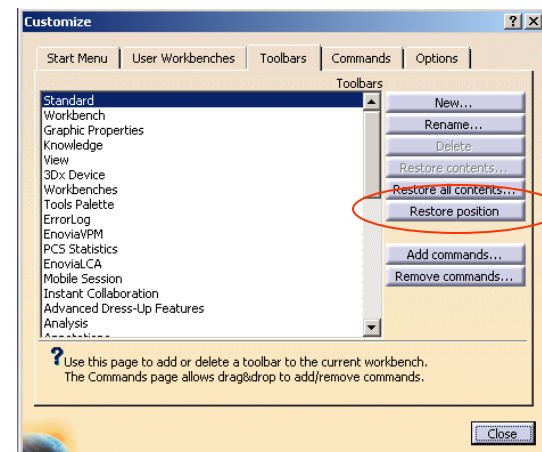 Customize
Start Menu
User Workbenches
Toolbars
Commands
Options
Toolbars
Standard
Workbench
Graphic Properties
Knowledge
View
3Dx Device
Workbenches
Tools Palette
ErrorLog
EnoviaVPM
PCS Statistics
EnoviaLCA
Mobile Session
Instant Collaboration
Advanced Dress-Up Features
Analysis
New...
Rename...
Delete
Restore contents...
Restore all contents...
Restore position
Add commands...
Remove commands...
Use this page to add or delete a toolbar to the current workbench.
The Commands page allows drag&drop to add/remove commands.
Close